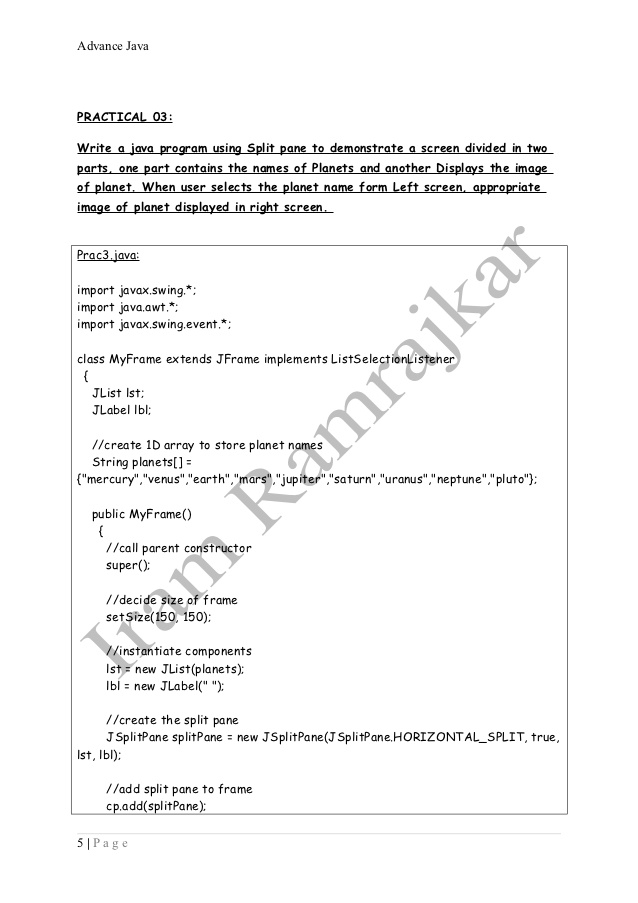 Advance Java
PRACTICAL 03:
Write a java program using Split pane to demonstrate a screen divided in two
parts, one part contains the names of Planets and another Displays the image
of planet. When user selects the planet name form Left screen, appropriate
image of planet displayed in right screen.
Prac3.java:
import javax.swing.*;
import java.awt.*;
import javax.swing.event.*;
class MyFrame extends JFrame implements ListSelectionListener
{
JList lst;
JLabel lbl;
//create 1D array to store planet names
String planets[] =
{"mercury","venus","earth","mars","jupiter","saturn","uranus","neptune","pluto"};
public MyFrame()
{
//call parent constructor
super();
//decide size of frame
setSize(150, 150);
//instantiate components
lst = new JList(planets);
lbl = new JLabel(" ");
//create the split pane
JSplitPane splitPane = new JSplitPane(JSplitPane.HORIZONTAL_SPLIT, true,
lst, lbl);
//add split pane to frame
cp.add(splitPane);
Iram Ramrajkar
5 | P a g e